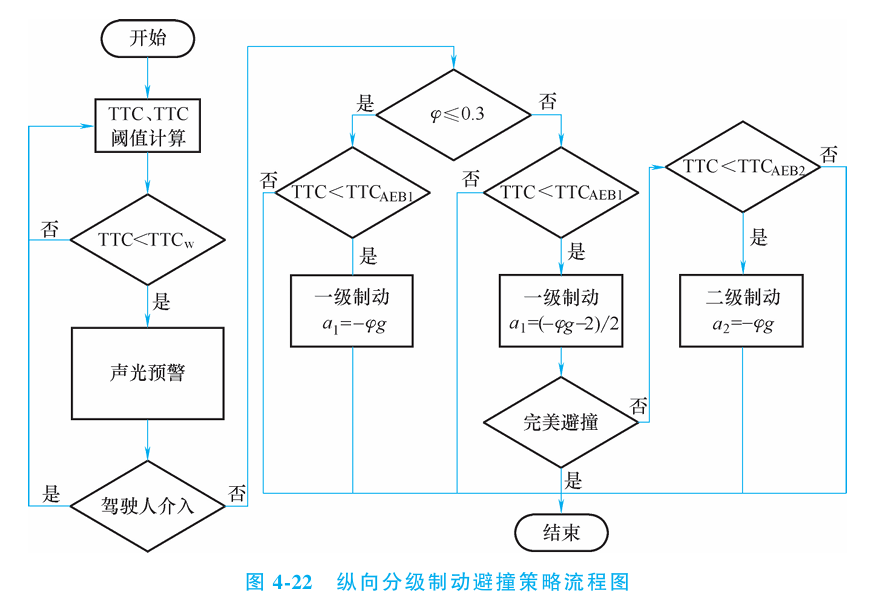 开始
TTC、TTC
阈值计算
否
TTC<TTCw
是
声光预警
是
驾驶人介入
否
φ≤0.3
是
否
否
TTC<TTCAEB1
是
一级制动
a1=-φg
否
TTC<TTCAEB1
是
一级制动
a1=(-φg-2)/2
完美避撞
否
是
TTC<TTCAEB2
否
是
二级制动
a2=-φg
结束
图 4-22 纵向分级制动避撞策略流程图